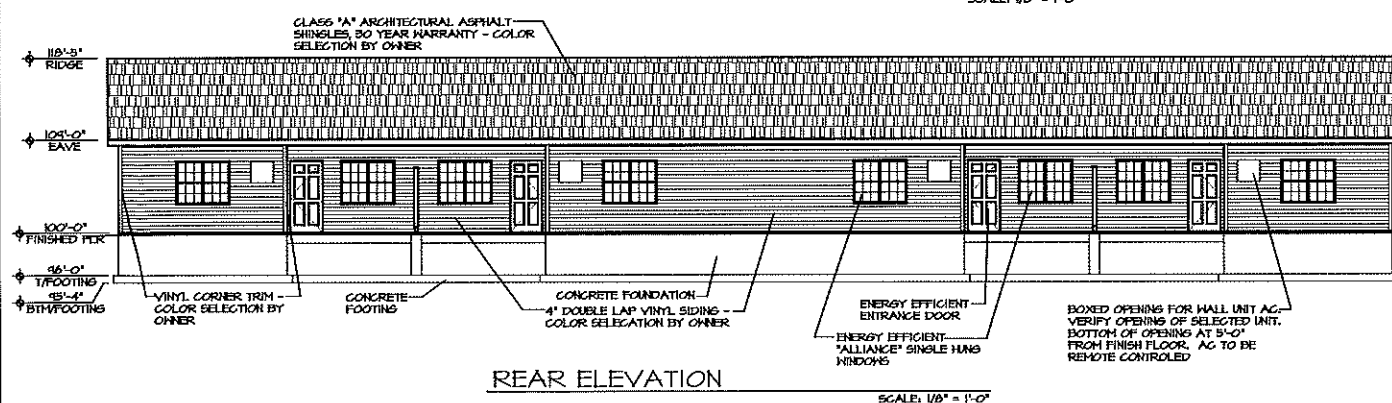 CLASS "A" ARCHITECTURAL ASPHALT
SHINGLES, 30 YEAR WARRANTY - COLOR
SELECTION BY OWNER
RIDGE
EAVE
100'-0"
FINISHED FLR
96'-0"
T/FOOTING
95'-4"
BTM/FOOTING
VINYL CORNER TRIM -
COLOR SELECTION BY
OWNER
CONCRETE
FOOTING
CONCRETE FOUNDATION
4" DOUBLE LAP VINYL SIDING -
COLOR SELECATION BY OWNER
ENERGY EFFICIENT
ENTRANCE DOOR
ENERGY EFFICIENT
"ALLIANCE" SINGLE HUNG
WINDOWS
BOXED OPENING FOR WALL UNIT AC.
VERIFY OPENING OF SELECTED UNIT.
BOTTOM OF OPENING AT 5'-0"
FROM FINISH FLOOR. AC TO BE
REMOTE CONTROLED
REAR ELEVATION
SCALE: 1/8" = 1'-0"